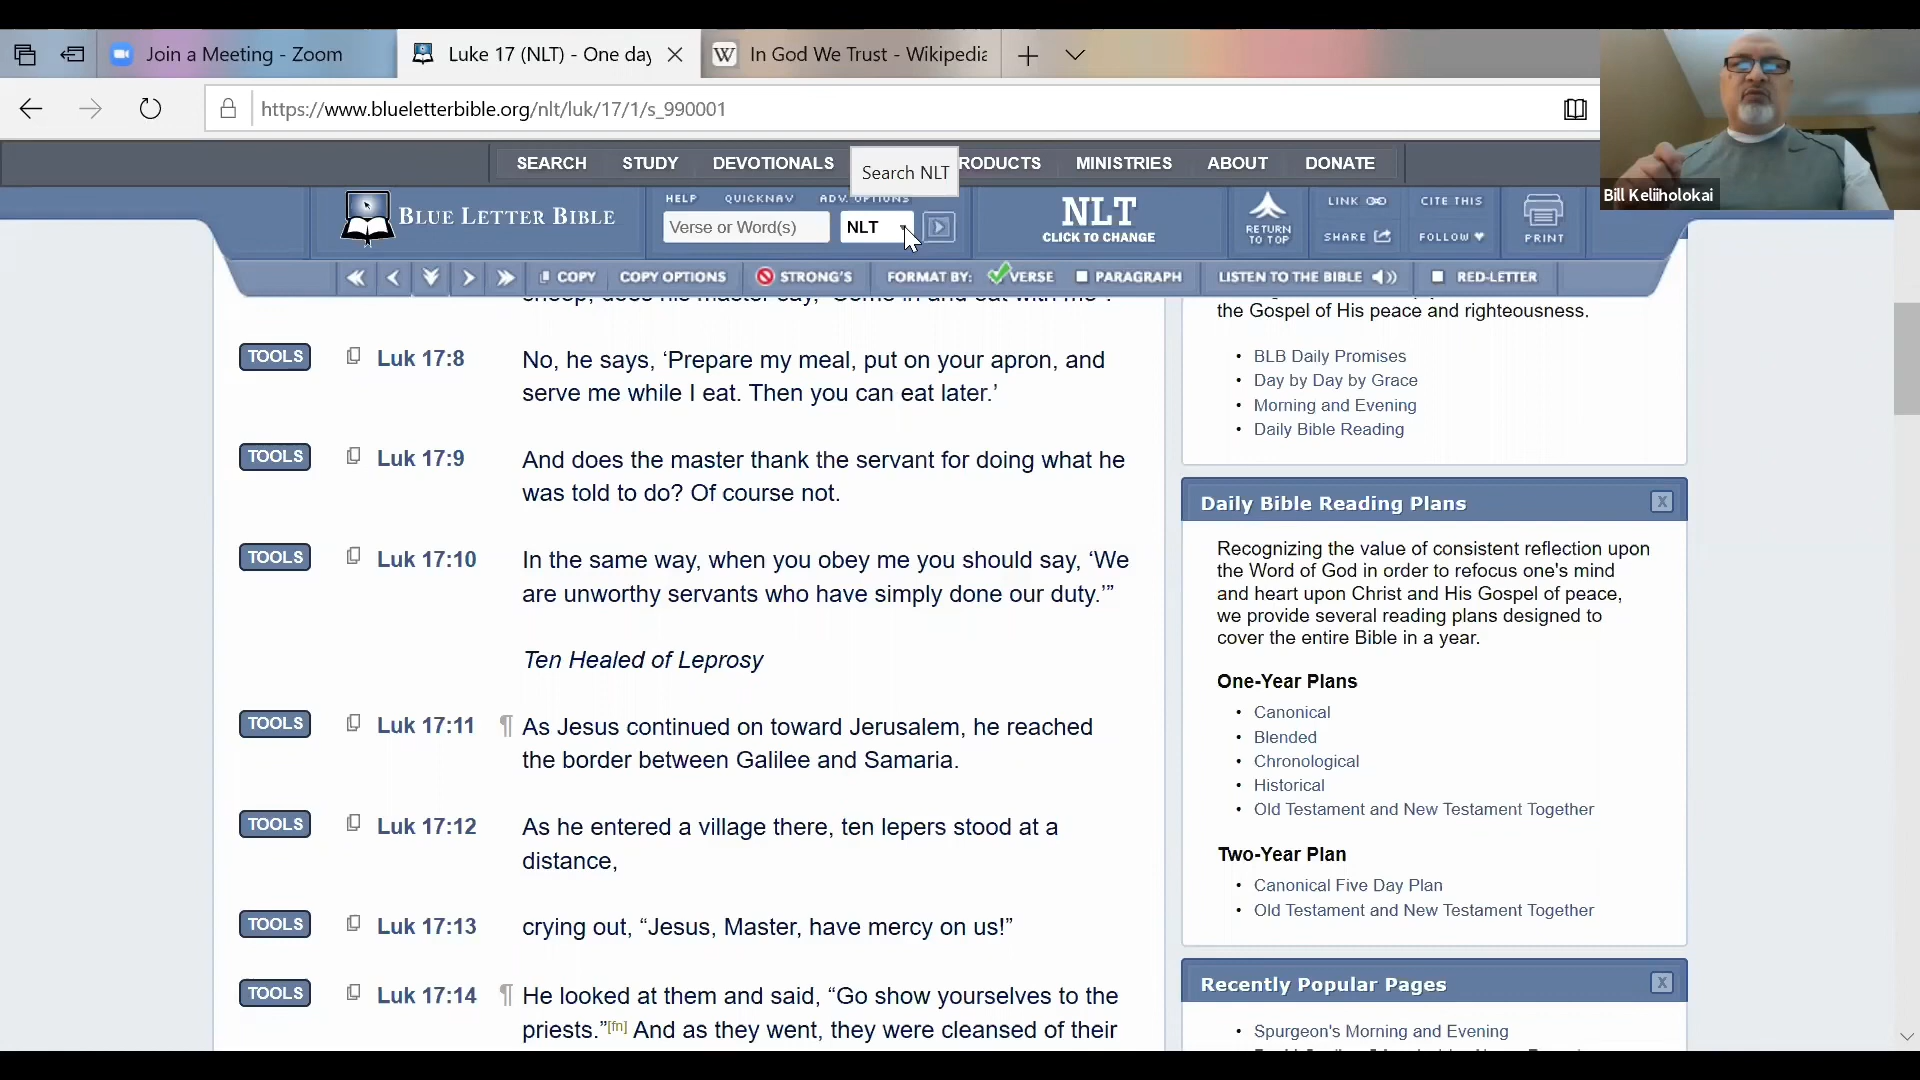 Join a Meeting - Zoom
Luke 17 (NLT) - One day
In God We Trust - Wikipedia
https://www.blueletterbible.org/nlt/luk/17/1/s_990001
Bill Keliiholokai
SEARCH STUDY DEVOTIONALS RODUCTS MINISTRIES ABOUT DONATE
Search NLT
BLUE LETTER BIBLE
HELP QUICKNAV ADV. OPTIONS
Verse or Word(s)
NLT
NLT
CLICK TO CHANGE
RETURN
TO TOP
LINK
SHARE
CITE THIS
FOLLOW
PRINT
COPY COPY OPTIONS STRONG'S FORMAT BY: VERSE PARAGRAPH LISTEN TO THE BIBLE RED-LETTER
TOOLS Luk 17:8 No, he says, ‘Prepare my meal, put on your apron, and
serve me while I eat. Then you can eat later.’
TOOLS Luk 17:9 And does the master thank the servant for doing what he
was told to do? Of course not.
TOOLS Luk 17:10 In the same way, when you obey me you should say, ‘We
are unworthy servants who have simply done our duty.’”
Ten Healed of Leprosy
TOOLS Luk 17:11 ¶ As Jesus continued on toward Jerusalem, he reached
the border between Galilee and Samaria.
TOOLS Luk 17:12 As he entered a village there, ten lepers stood at a
distance,
TOOLS Luk 17:13 crying out, “Jesus, Master, have mercy on us!”
TOOLS Luk 17:14 ¶ He looked at them and said, “Go show yourselves to the
priests.”[fn] And as they went, they were cleansed of their
the Gospel of His peace and righteousness.
• BLB Daily Promises
• Day by Day by Grace
• Morning and Evening
• Daily Bible Reading
Daily Bible Reading Plans X
Recognizing the value of consistent reflection upon
the Word of God in order to refocus one's mind
and heart upon Christ and His Gospel of peace,
we provide several reading plans designed to
cover the entire Bible in a year.
One-Year Plans
• Canonical
• Blended
• Chronological
• Historical
• Old Testament and New Testament Together
Two-Year Plan
• Canonical Five Day Plan
• Old Testament and New Testament Together
Recently Popular Pages X
• Spurgeon's Morning and Evening